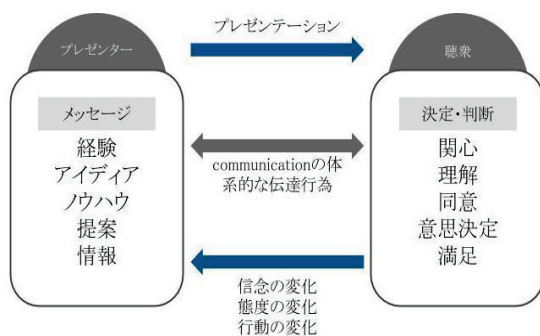 プレゼンテーション
プレゼンター
聴衆
メッセージ
経験
アイディア
ノウハウ
提案
情報
communicationの体
系的な伝達行為
決定・判断
関心
理解
同意
意思決定
満足
信念の変化
態度の変化
行動の変化